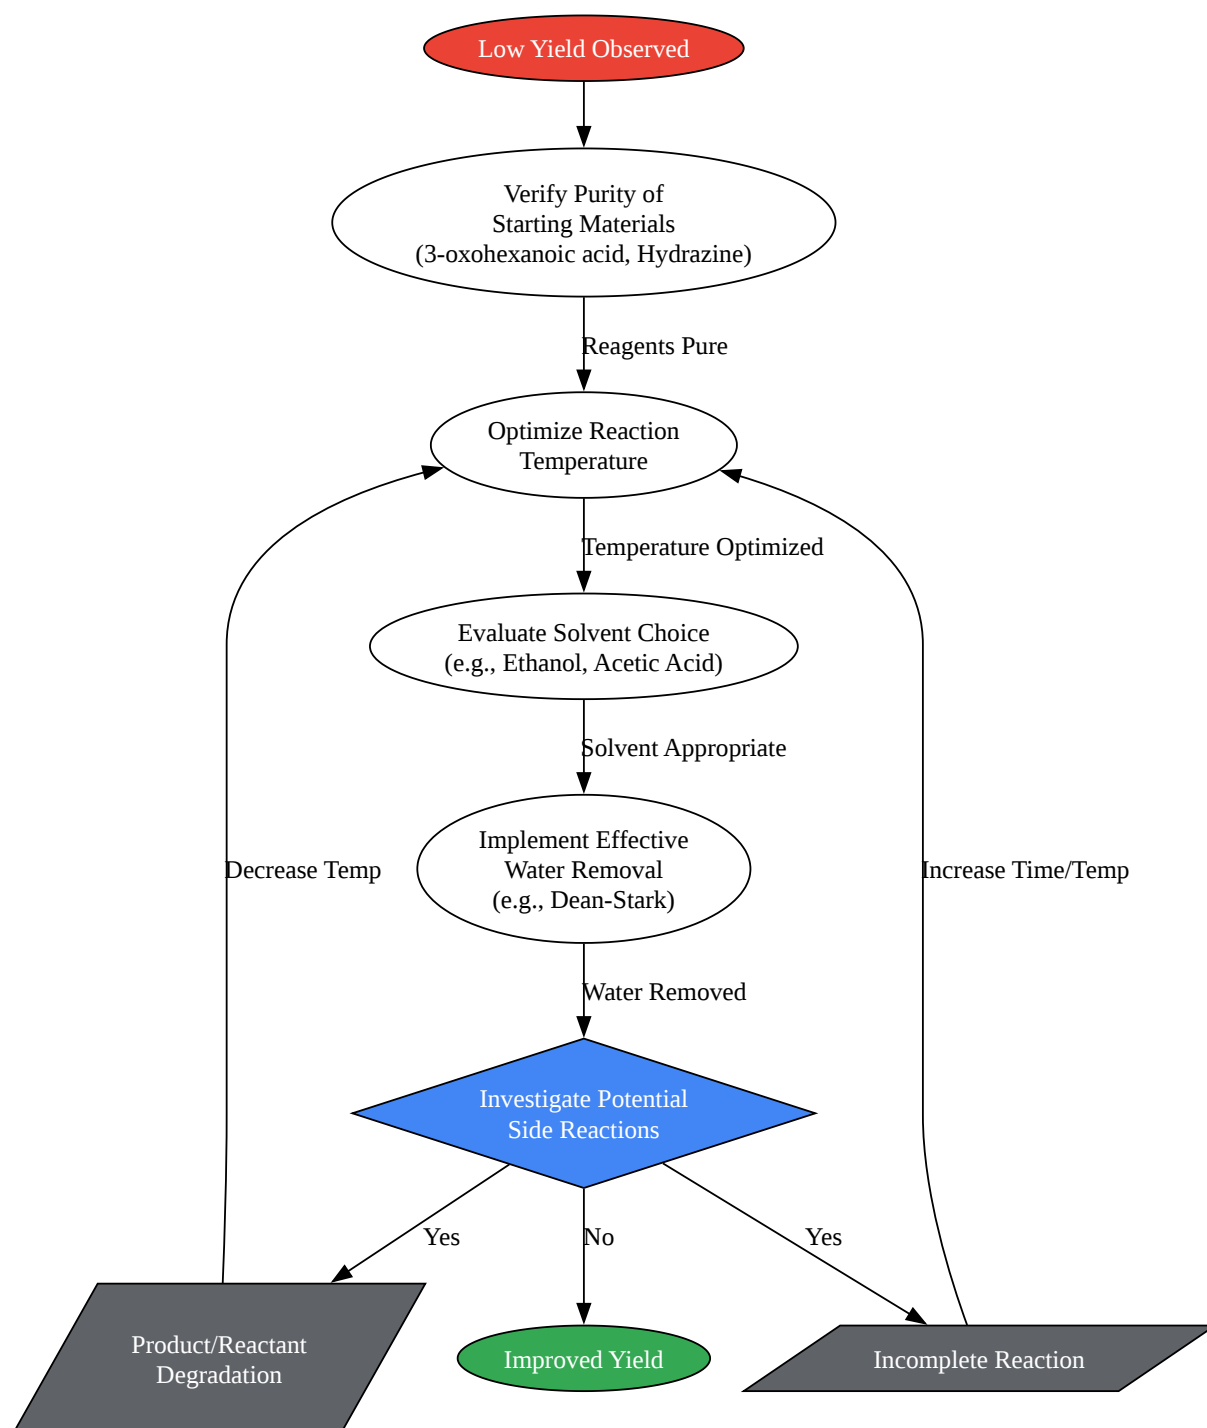 Low Yield Observed
Verify Purity of
Starting Materials
(3-oxohexanoic acid, Hydrazine)
Reagents Pure
Optimize Reaction
Temperature
Temperature Optimized
Evaluate Solvent Choice
(e.g., Ethanol, Acetic Acid)
Solvent Appropriate
Implement Effective
Water Removal
(e.g., Dean-Stark)
Decrease Temp
Increase Time/Temp
Water Removed
Investigate Potential
Side Reactions
Yes
No
Yes
Product/Reactant
Degradation
Improved Yield
Incomplete Reaction